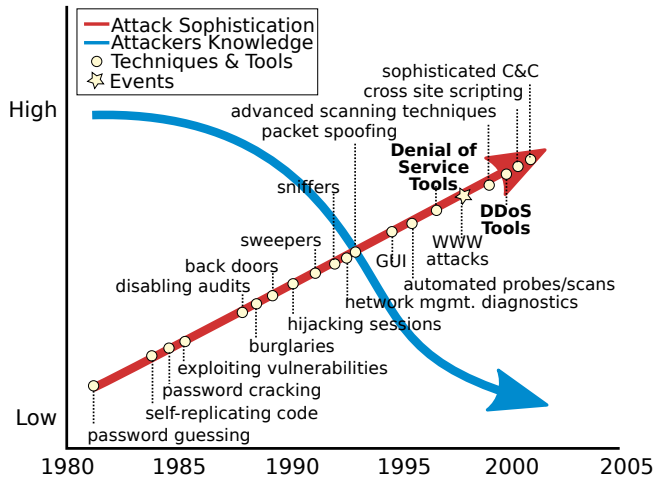 Attack Sophistication
Attackers Knowledge
Techniques & Tools
Events
High
Low
sophisticated C&C
cross site scripting
advanced scanning techniques
packet spoofing
Denial of
Service
Tools
sniffers
DDoS
Tools
sweepers
WWW
attacks
GUI
back doors
automated probes/scans
disabling audits
network mgmt. diagnostics
hijacking sessions
burglaries
exploiting vulnerabilities
password cracking
self-replicating code
password guessing
1980
1985
1990
1995
2000
2005